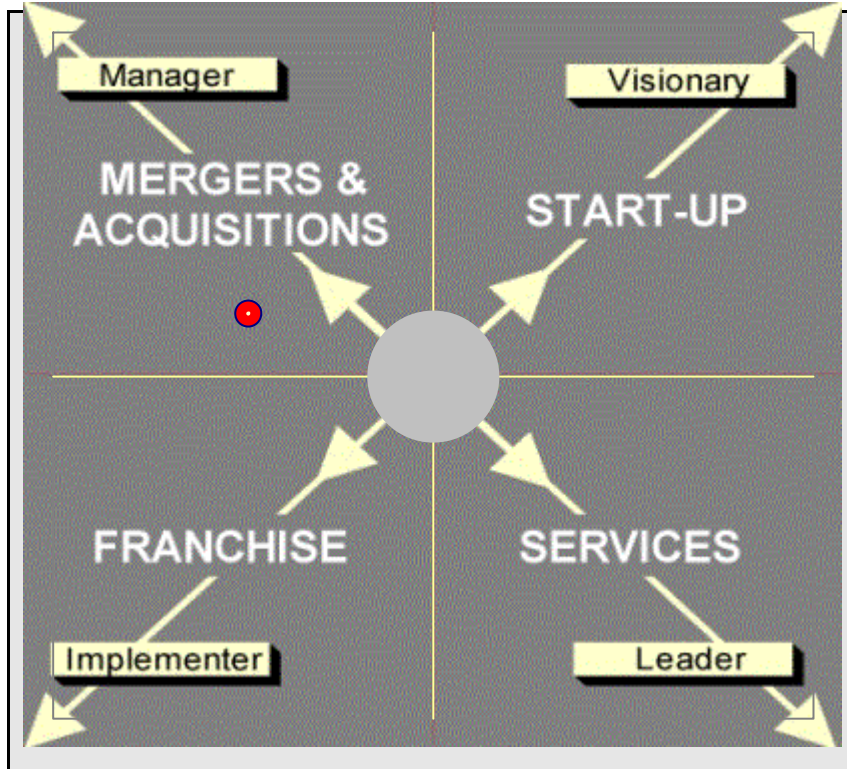 Manager
Visionary
MERGERS &
ACQUISITIONS
START-UP
FRANCHISE
SERVICES
Implementer
Leader